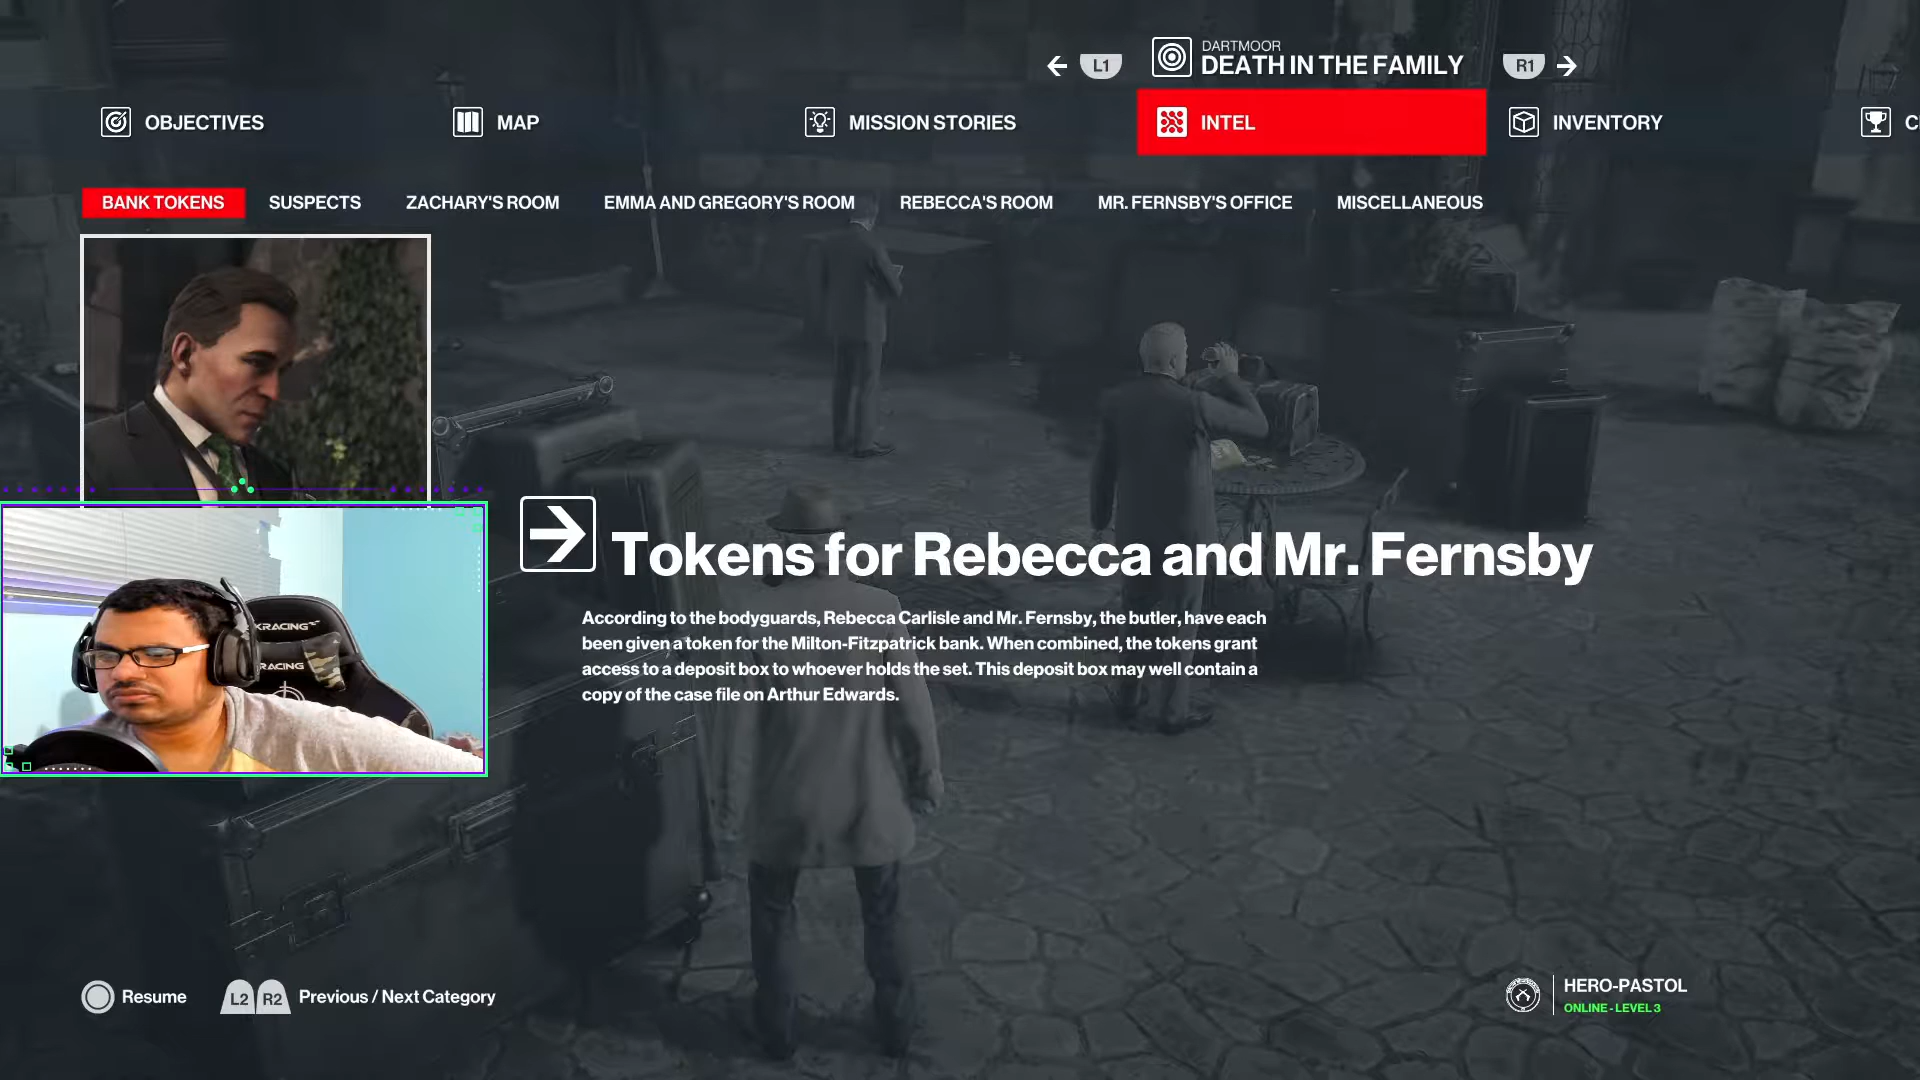 DARTMOOR
L1 DEATH IN THE FAMILY R1
OBJECTIVES MAP MISSION STORIES INTEL INVENTORY C
BANK TOKENS SUSPECTS ZACHARY'S ROOM EMMA AND GREGORY'S ROOM REBECCA'S ROOM MR. FERNSBY'S OFFICE MISCELLANEOUS
Tokens for Rebecca and Mr. Fernsby
According to the bodyguards, Rebecca Carlisle and Mr. Fernsby, the butler, have each
been given a token for the Milton-Fitzpatrick bank. When combined, the tokens grant
access to a deposit box to whoever holds the set. This deposit box may well contain a
copy of the case file on Arthur Edwards.
RACING
RACING
Resume L2 R2 Previous / Next Category
HERO-PASTOL
ONLINE - LEVEL 3